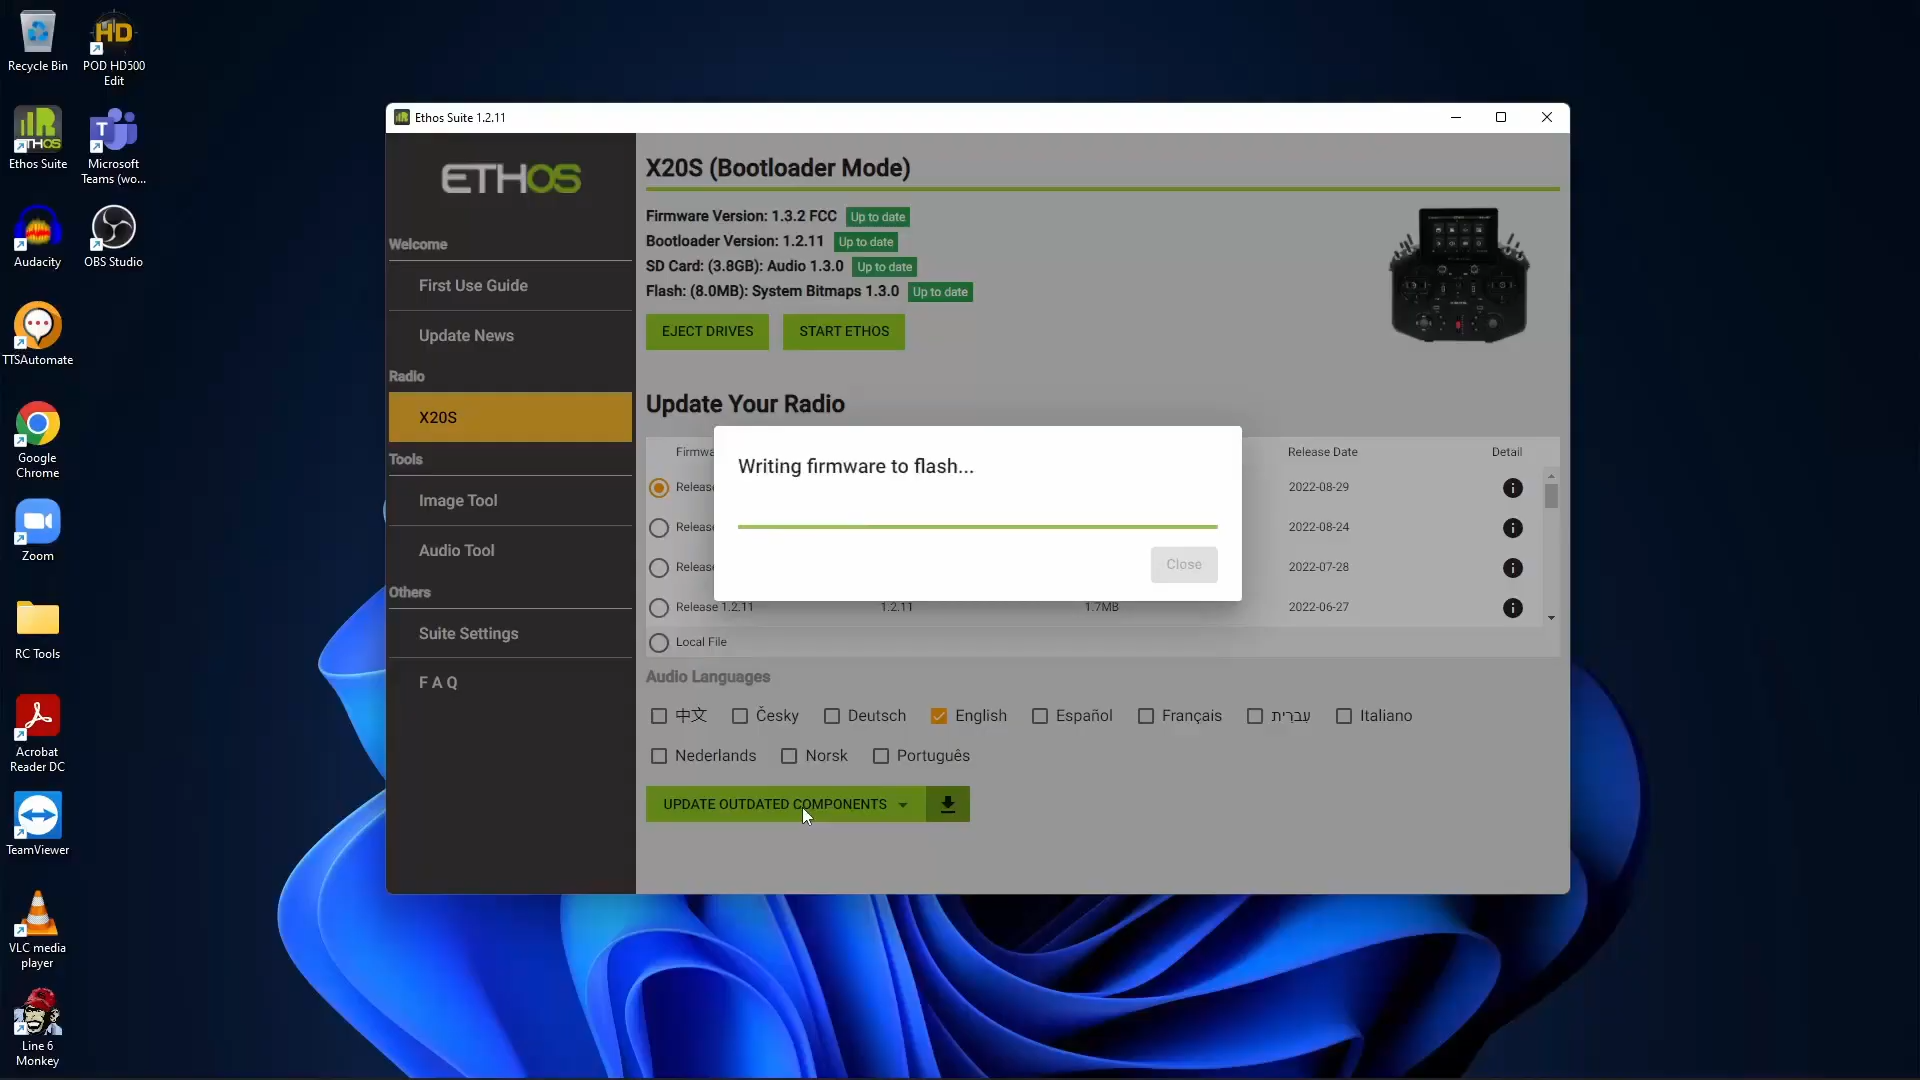 Recycle Bin
HD
POD HD500
Edit
ETHOS
Ethos Suite
T
Microsoft
Teams (wo...
Audacity
OBS Studio
TTSAutomate
Google
Chrome
Zoom
RC Tools
Acrobat
Reader DC
TeamViewer
VLC media
player
Line 6
Monkey
Ethos Suite 1.2.11
ETHOS
Welcome
First Use Guide
Update News
Radio
X20S
Tools
Image Tool
Audio Tool
Others
Suite Settings
F A Q
X20S (Bootloader Mode)
Firmware Version: 1.3.2 FCC Up to date
Bootloader Version: 1.2.11 Up to date
SD Card: (3.8GB): Audio 1.3.0 Up to date
Flash: (8.0MB): System Bitmaps 1.3.0 Up to date
EJECT DRIVES START ETHOS
Update Your Radio
Release Date Detail
2022-08-29
2022-08-24
2022-07-28
Release 1.2.11 1.2.11 1.7MB 2022-06-27
Local File
Writing firmware to flash...
Close
Audio Languages
中文 Česky Deutsch English Español Français עברית Italiano
Nederlands Norsk Português
UPDATE OUTDATED COMPONENTS